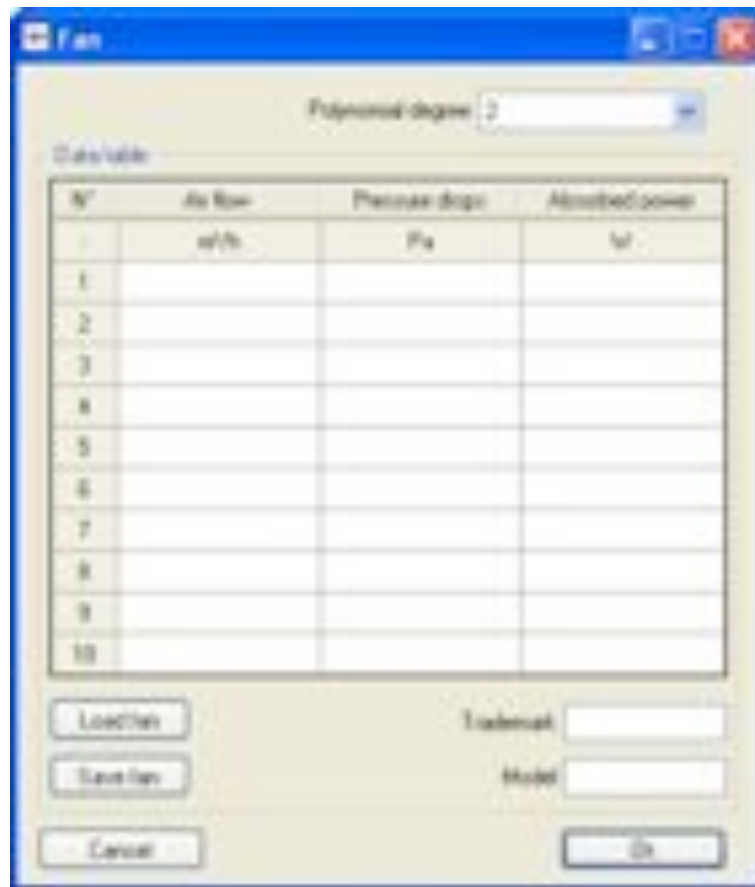 Fan
Polynomial degree 2
Data table
N° Air flow Pressure drops Absorbed power
- m³/h Pa W
1
2
3
4
5
6
7
8
9
10
Load fan Trademark
Save fan Model
Cancel Ok